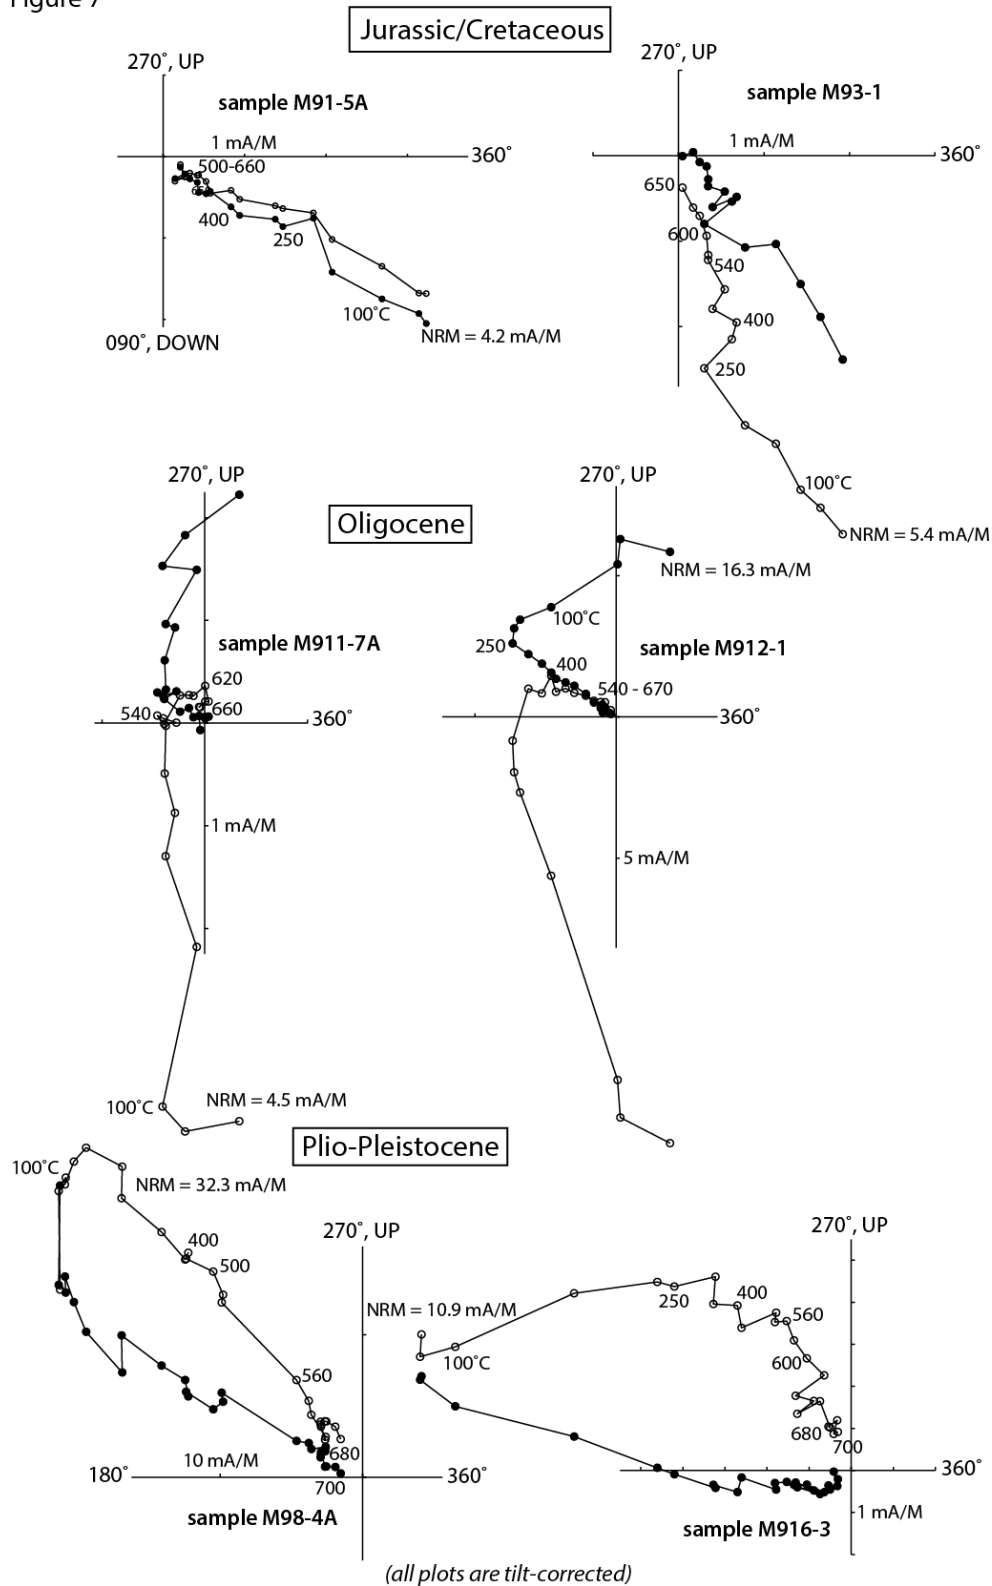 Figure 7
Jurassic/Cretaceous
270˚, UP
sample M91-5A
1 mA/M
500-660
360˚
400
250
100˚C
NRM = 4.2 mA/M
090˚, DOWN
270˚, UP
sample M93-1
1 mA/M
360˚
650
600
540
400
250
100˚C
NRM = 5.4 mA/M
Oligocene
270˚, UP
sample M911-7A
620
660
540
360˚
1 mA/M
100˚C
NRM = 4.5 mA/M
270˚, UP
NRM = 16.3 mA/M
100˚C
250
400
sample M912-1
540 - 670
360˚
5 mA/M
Plio-Pleistocene
100˚C
NRM = 32.3 mA/M
270˚, UP
400
500
560
680
10 mA/M
180˚
360˚
700
sample M98-4A
270˚, UP
NRM = 10.9 mA/M
100˚C
250
400
560
600
680
700
360˚
1 mA/M
sample M916-3
(all plots are tilt-corrected)